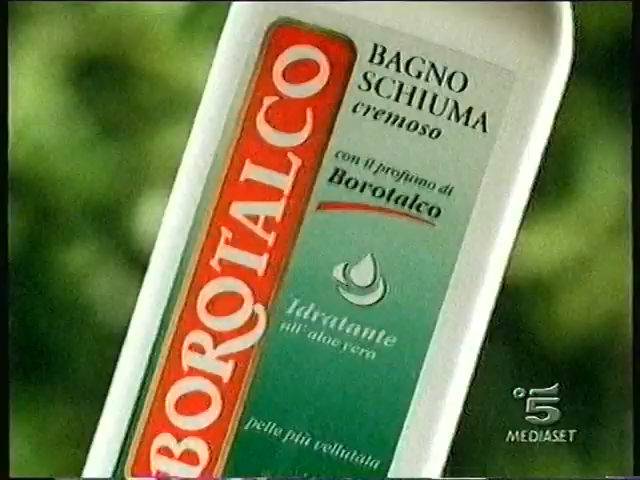 BOROTALCO
BAGNO
SCHIUMA
cremoso
con il profumo di
Borotalco
Idratante
all'aloe vera
pelle più vellutata
5
MEDIASET